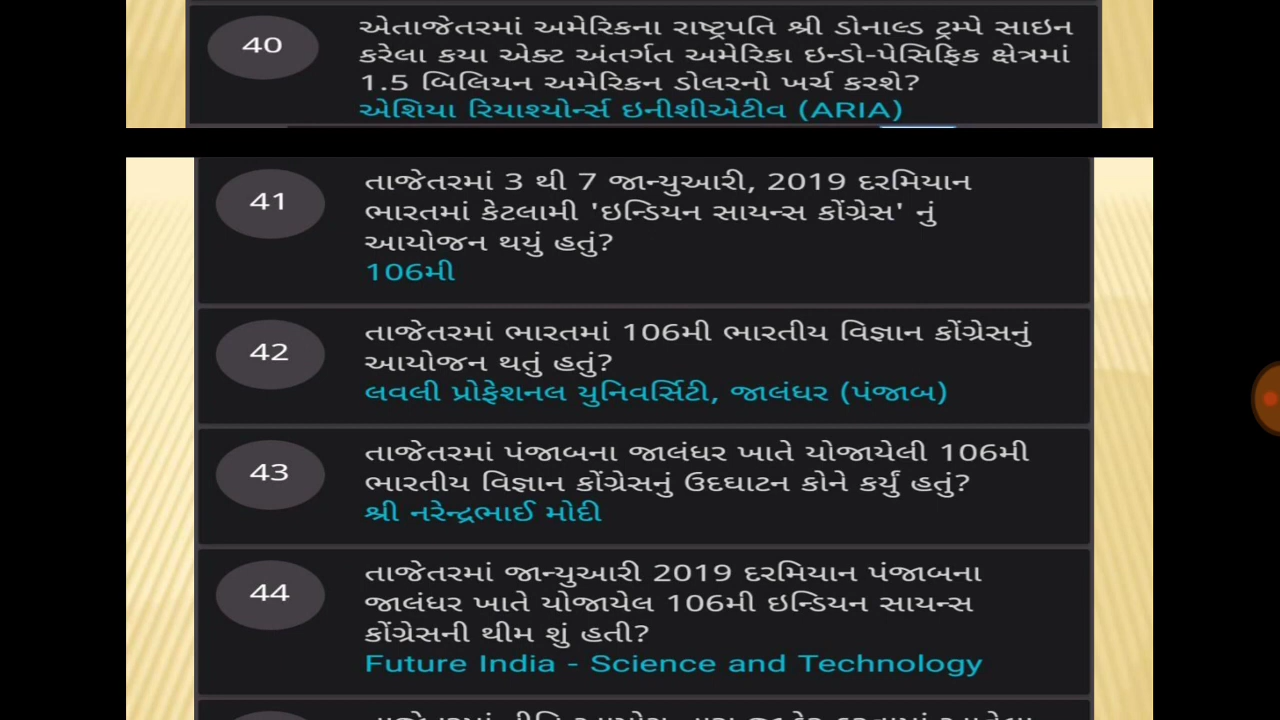 40
એતાજેતરમાં અમેરિકના રાષ્ટ્રપતિ શ્રી ડોનાલ્ડ ટ્રમ્પે સાઇન
કરેલા કયા એક્ટ અંતર્ગત અમેરિકા ઇન્ડો-પેસિફિક ક્ષેત્રમાં
1.5 બિલિયન અમેરિકન ડોલરનો ખર્ચ કરશે?
એશિયા રિયાશ્યોર્ન્સ ઇનીશીએટીવ (ARIA)
41
તાજેતરમાં 3 થી 7 જાન્યુઆરી, 2019 દરમિયાન
ભારતમાં કેટલામી 'ઇન્ડિયન સાયન્સ કોંગ્રેસ' નું
આયોજન થયું હતું?
106મી
42
તાજેતરમાં ભારતમાં 106મી ભારતીય વિજ્ઞાન કોંગ્રેસનું
આયોજન થતું હતું?
લવલી પ્રોફેશનલ યુનિવર્સિટી, જાલંધર (પંજાબ)
43
તાજેતરમાં પંજાબના જાલંધર ખાતે યોજાયેલી 106મી
ભારતીય વિજ્ઞાન કોંગ્રેસનું ઉદઘાટન કોને કર્યું હતું?
શ્રી નરેન્દ્રભાઈ મોદી
44
તાજેતરમાં જાન્યુઆરી 2019 દરમિયાન પંજાબના
જાલંધર ખાતે યોજાયેલ 106મી ઇન્ડિયન સાયન્સ
કોંગ્રેસની થીમ શું હતી?
Future India - Science and Technology